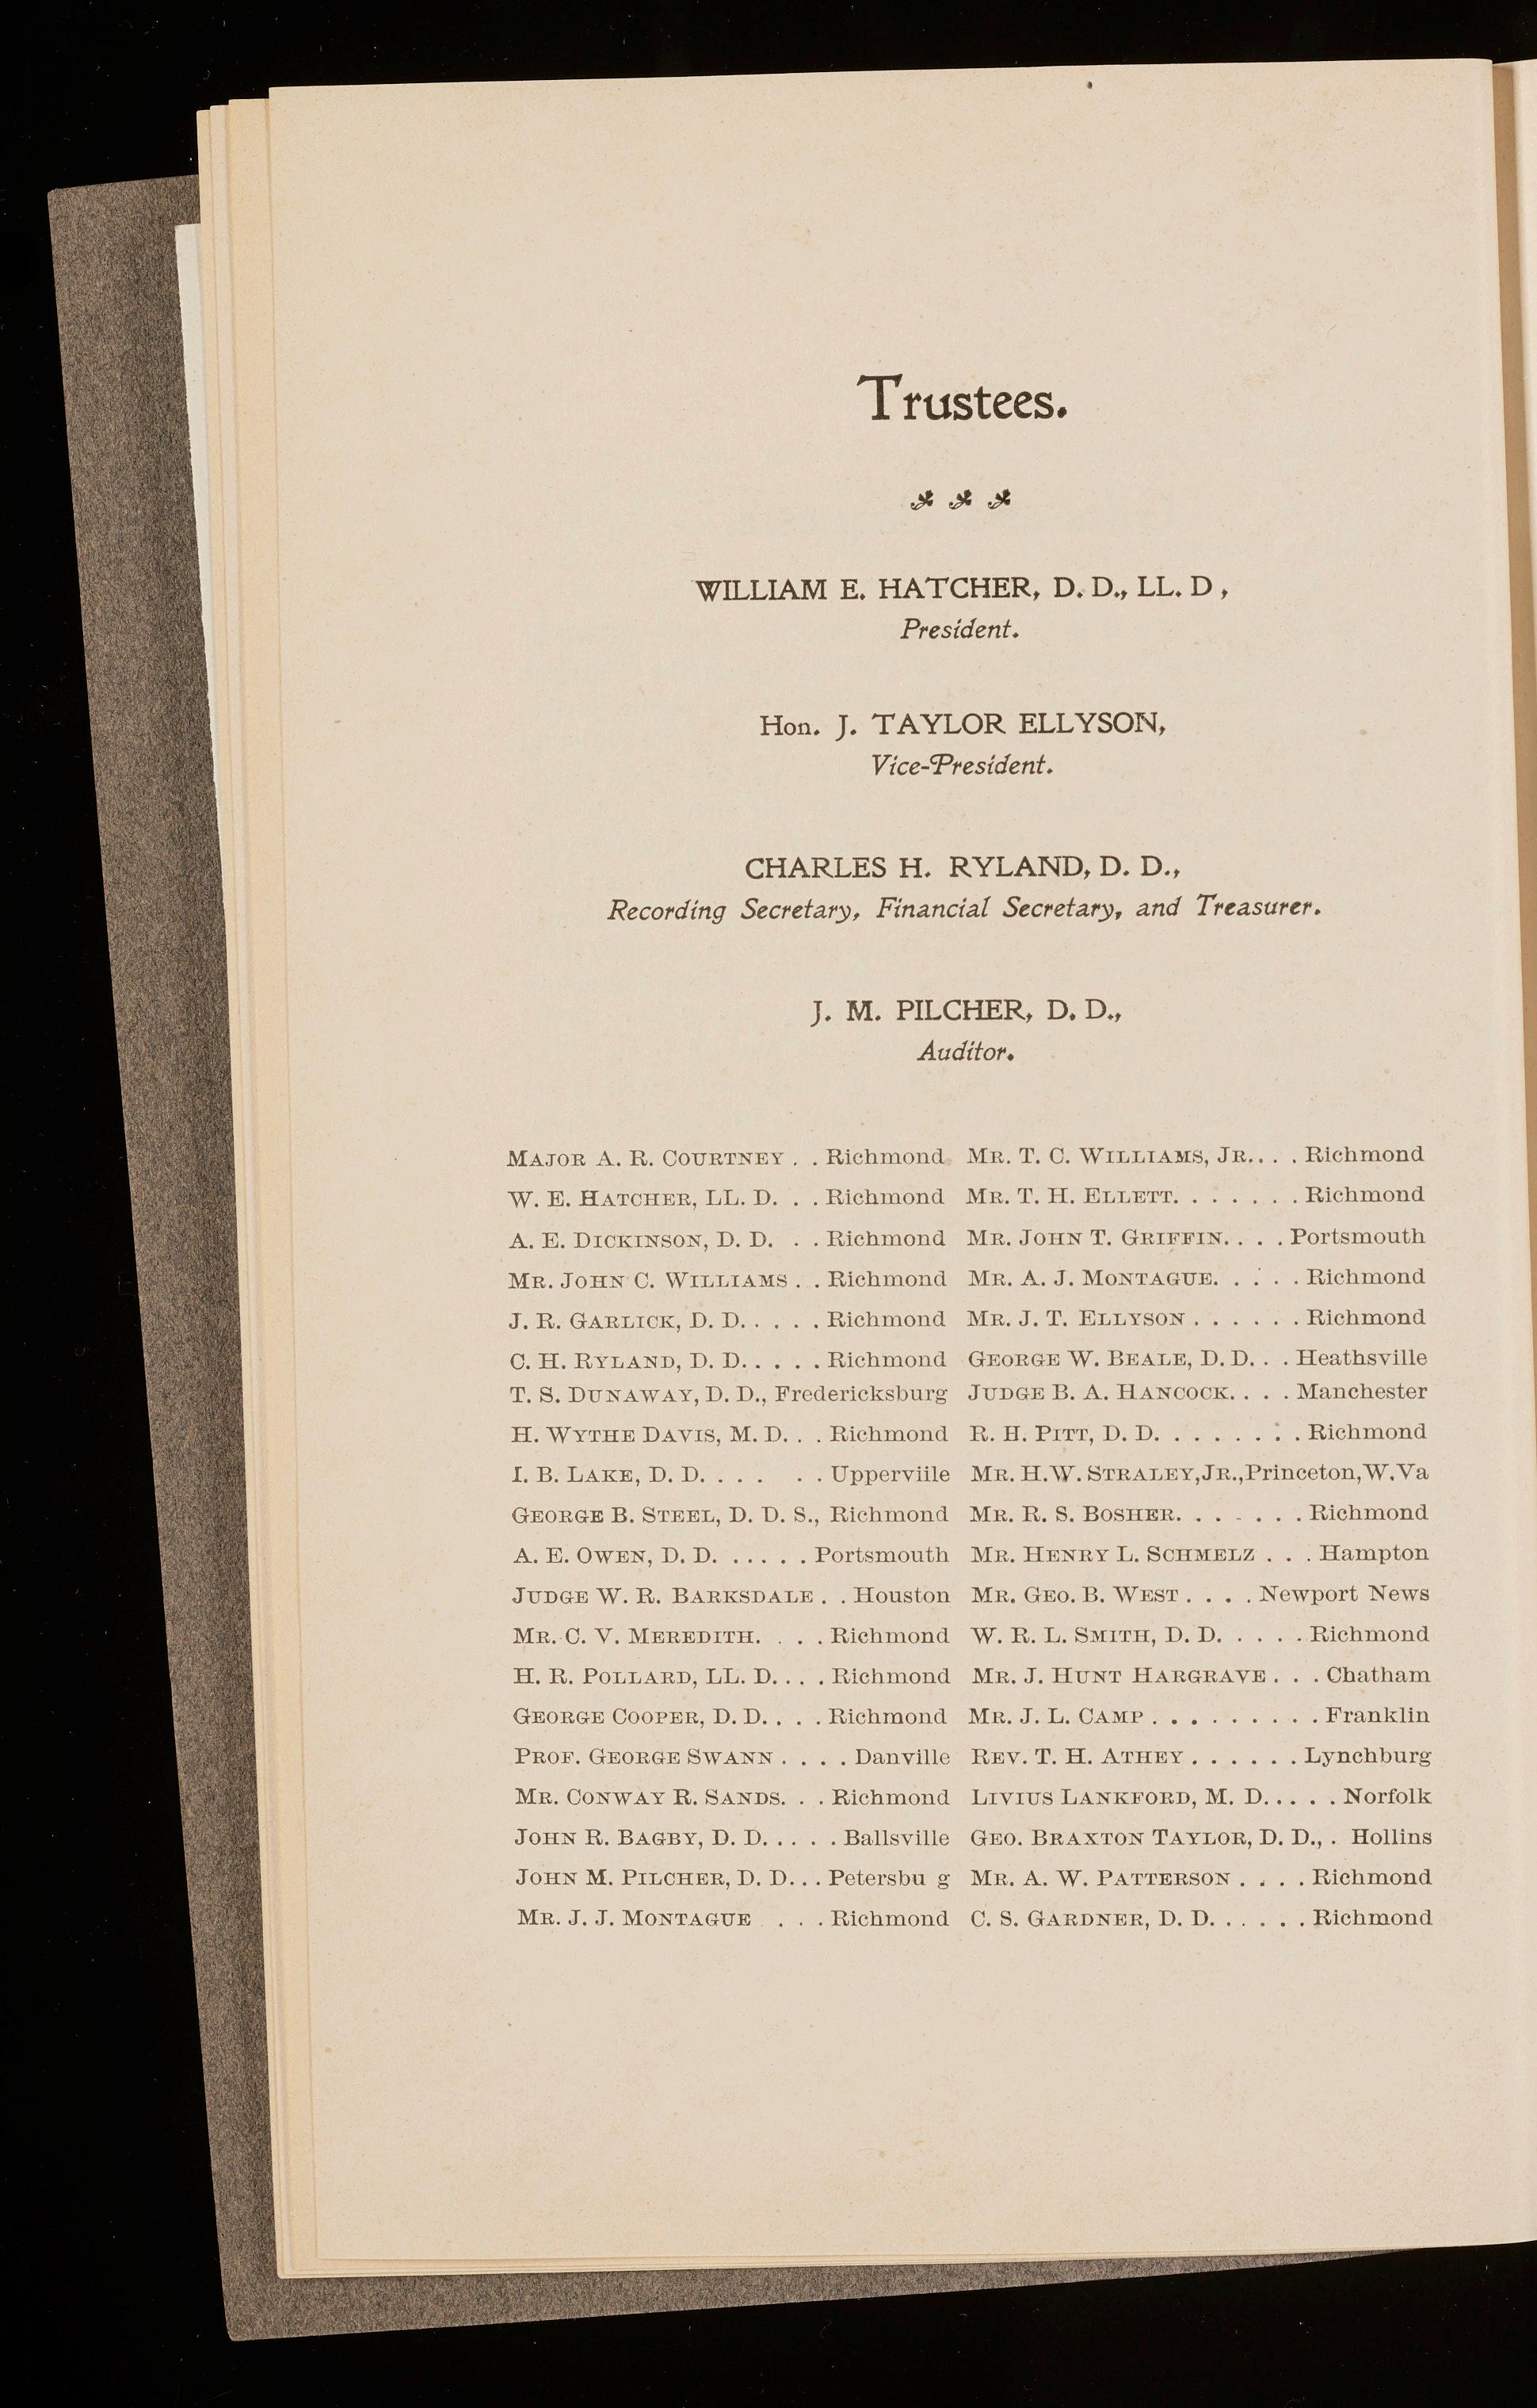 Trustees.
WILLIAM E. HATCHER, D. D., LL. D ,
President.
Hon. J. TAYLOR ELLYSON,
Vice-President.
CHARLES H. RYLAND, D. D.,
Recording Secretary, Financial Secretary, and Treasurer.
J. M. PILCHER, D. D.,
Auditor.
MAJOR A. R. COURTNEY . . Richmond
W. E. HATCHER, LL. D. . . Richmond
A. E. DICKINSON, D. D. . . Richmond
MR. JOHN C. WILLIAMS . . Richmond
J. R. GARLICK, D. D. . . . . Richmond
C. H. RYLAND, D. D. . . . . Richmond
T. S. DUNAWAY, D. D., Fredericksburg
H. WYTHE DAVIS, M. D. . . Richmond
I. B. LAKE, D. D. . . . . . Upperviile
GEORGE B. STEEL, D. D. S., Richmond
A. E. OWEN, D. D. . . . . . Portsmouth
JUDGE W. R. BARKSDALE . . Houston
MR. C. V. MEREDITH. . . . Richmond
H. R. POLLARD, LL. D. . . . Richmond
GEORGE COOPER, D. D. . . . Richmond
PROF. GEORGE SWANN . . . . Danville
MR. CONWAY R. SANDS. . . Richmond
JOHN R. BAGBY, D. D. . . . . Ballsville
JOHN M. PILCHER, D. D. . . Petersbu g
MR. J. J. MONTAGUE . . . Richmond
MR. T. C. WILLIAMS, JR. . . . Richmond
MR. T. H. ELLETT. . . . . . . Richmond
MR. JOHN T. GRIFFIN. . . . Portsmouth
MR. A. J. MONTAGUE. . . . . Richmond
MR. J. T. ELLYSON . . . . . . Richmond
GEORGE W. BEALE, D. D. . . Heathsville
JUDGE B. A. HANCOCK. . . . Manchester
R. H. PITT, D. D. . . . . . . . Richmond
MR. H.W. STRALEY,JR.,Princeton,W.Va
MR. R. S. BOSHER. . . . . . . Richmond
MR. HENRY L. SCHMELZ . . . Hampton
MR. GEO. B. WEST . . . . Newport News
W. R. L. SMITH, D. D. . . . . Richmond
MR. J. HUNT HARGRAVE . . . Chatham
MR. J. L. CAMP . . . . . . . . . Franklin
REV. T. H. ATHEY . . . . . . Lynchburg
LIVIUS LANKFORD, M. D. . . . . Norfolk
GEO. BRAXTON TAYLOR, D. D., . Hollins
MR. A. W. PATTERSON . . . . Richmond
C. S. GARDNER, D. D. . . . . . Richmond